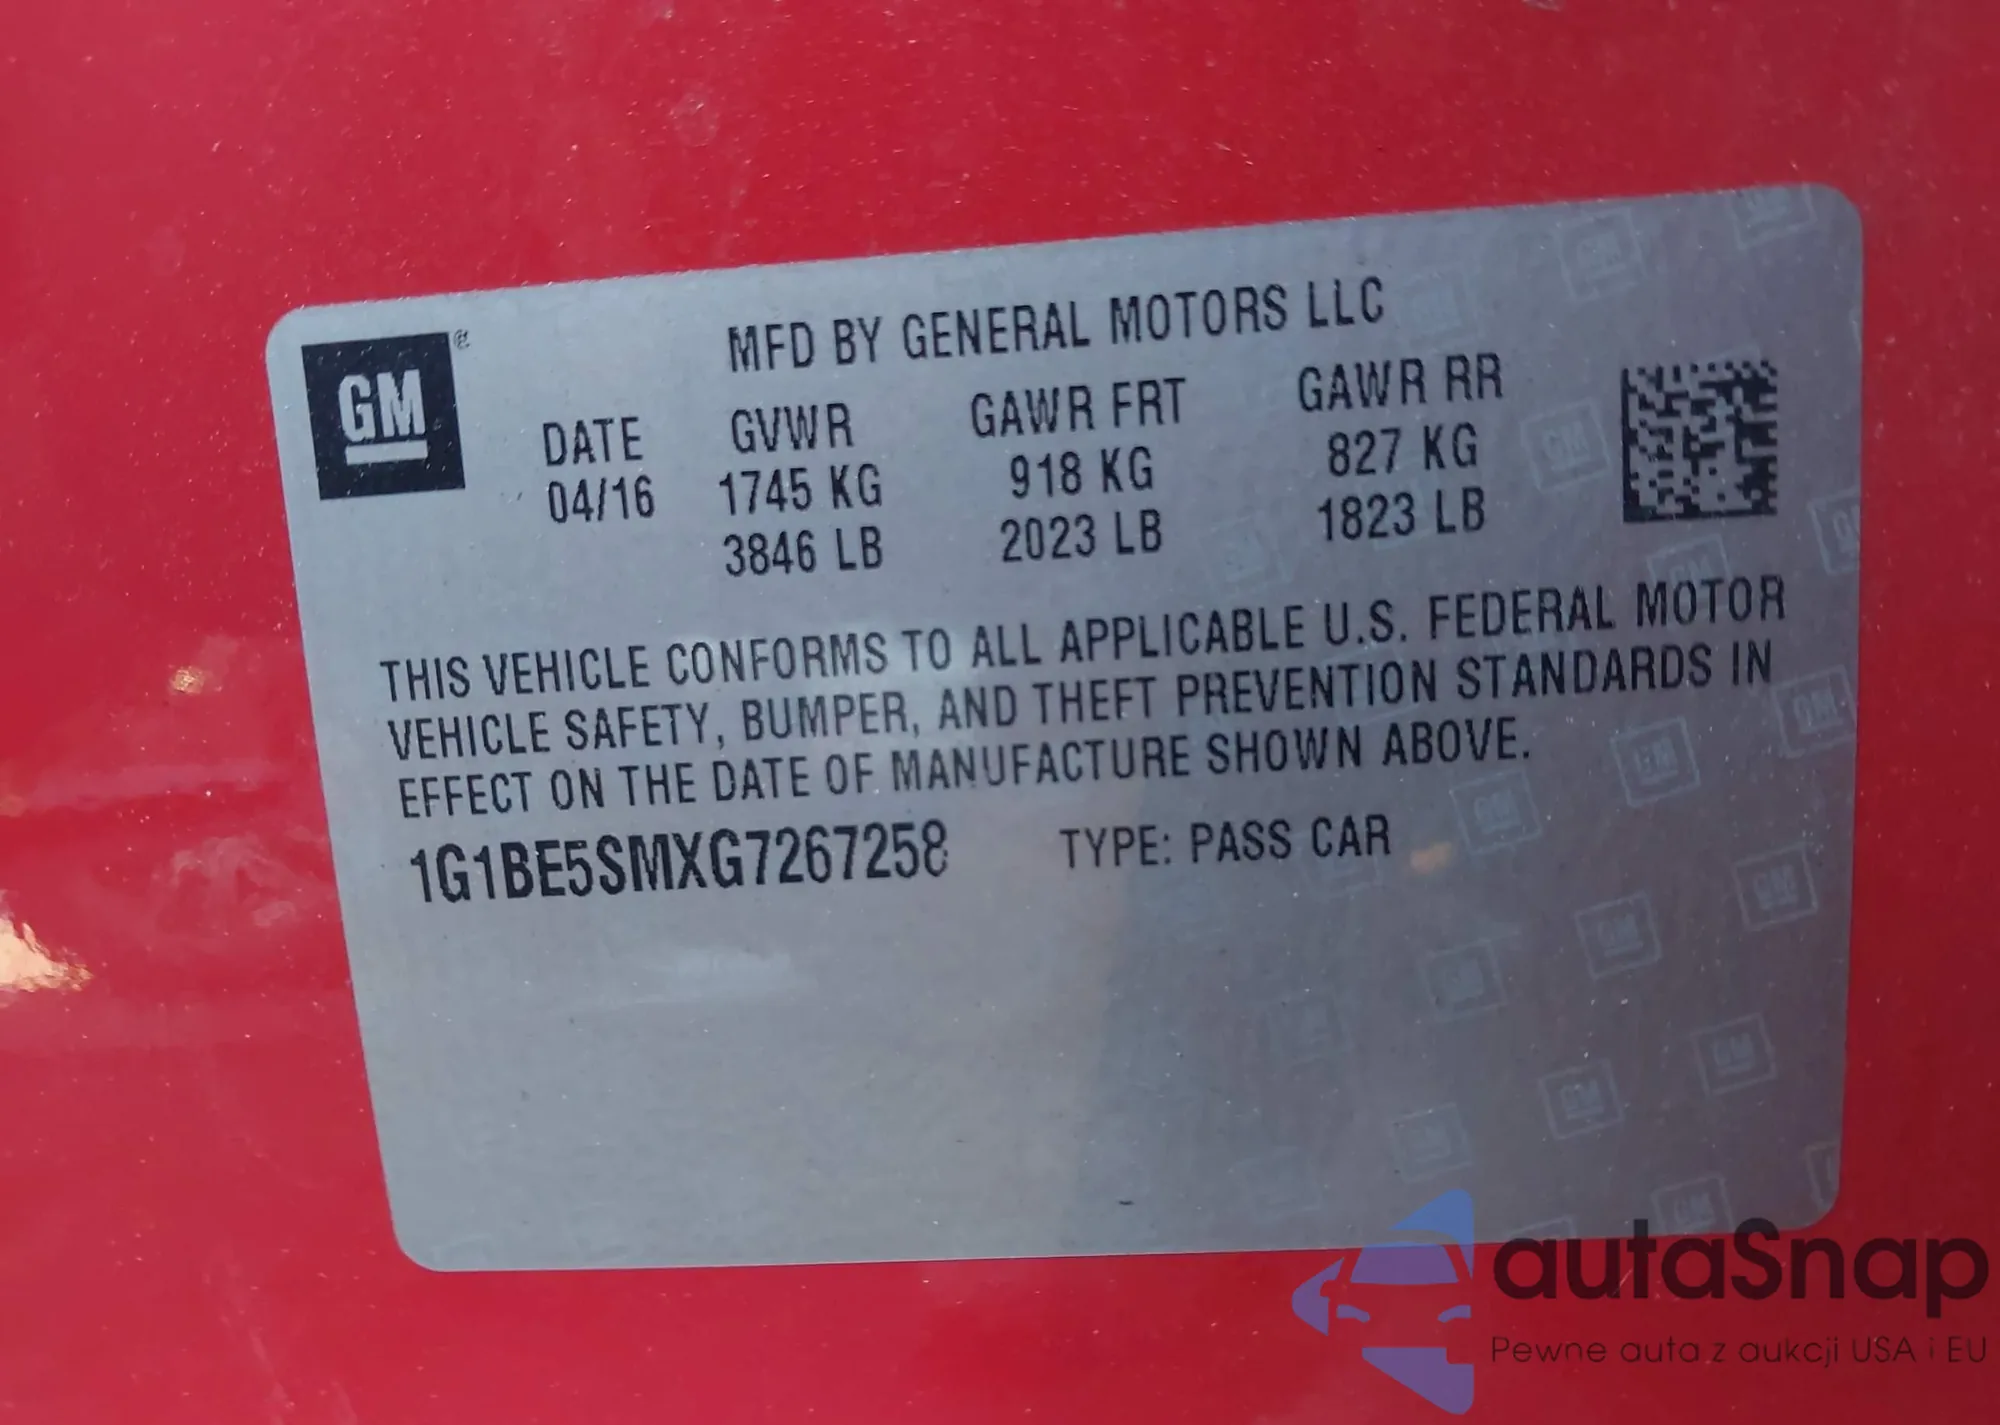 GM
MFD BY GENERAL MOTORS LLC
DATE GVWR GAWR FRT GAWR RR
04/16 1745 KG 918 KG 827 KG
3846 LB 2023 LB 1823 LB
THIS VEHICLE CONFORMS TO ALL APPLICABLE U.S. FEDERAL MOTOR
VEHICLE SAFETY, BUMPER, AND THEFT PREVENTION STANDARDS IN
EFFECT ON THE DATE OF MANUFACTURE SHOWN ABOVE.
1G1BE5SMXG7267258 TYPE: PASS CAR
autaSnap
Pewne auta z aukcji USA i EU